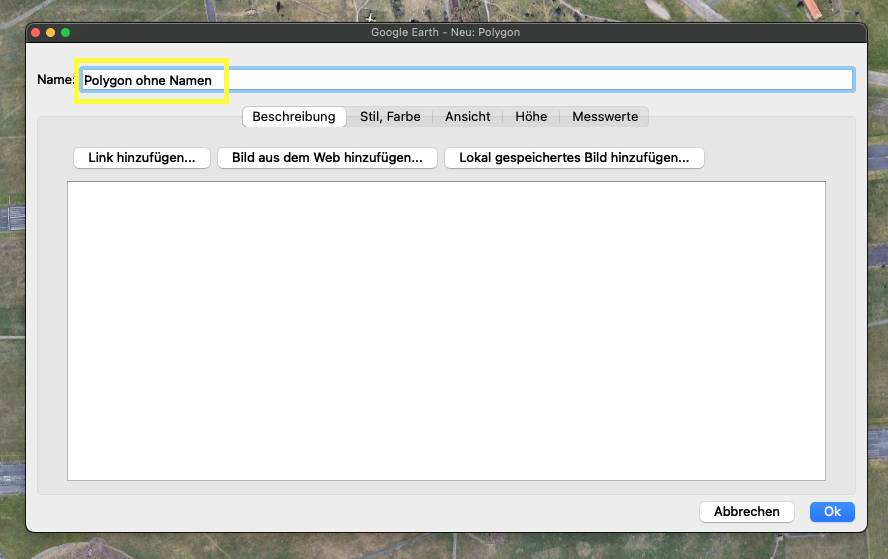 Google Earth - Neu: Polygon
Name: Polygon ohne Namen
Beschreibung Stil, Farbe Ansicht Höhe Messwerte
Link hinzufügen... Bild aus dem Web hinzufügen... Lokal gespeichertes Bild hinzufügen...
Abbrechen Ok